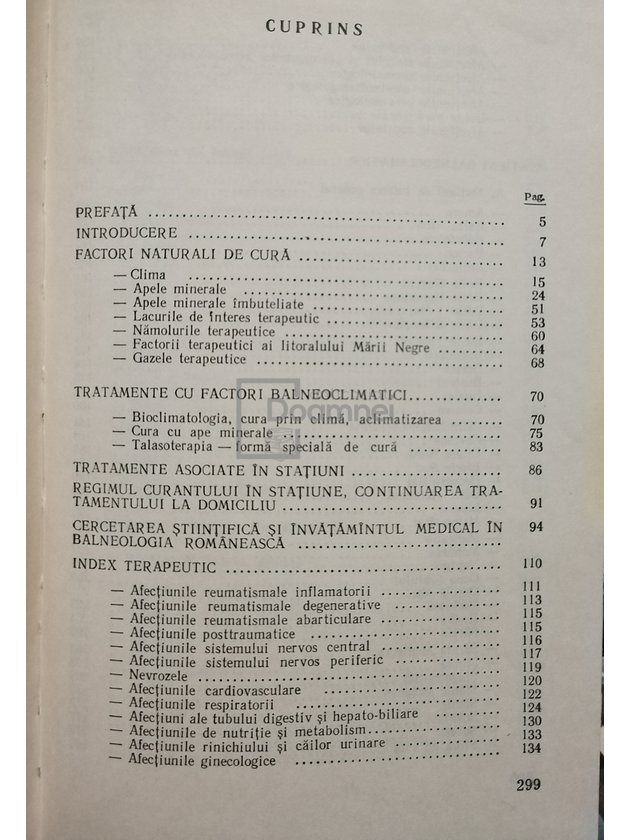 CUPRINS
Pag.
PREFAȚĂ 5
INTRODUCERE 7
FACTORI NATURALI DE CURĂ 13
— Clima 15
— Apele minerale 24
— Apele minerale îmbuteliate 51
— Lacurile de interes terapeutic 53
— Nămolurile terapeutice 60
— Factorii terapeutici ai litoralului Mării Negre 64
— Gazele terapeutice 68
TRATAMENTE CU FACTORI BALNEOCLIMATICI 70
— Bioclimatologia, cura prin climă, aclimatizarea 70
— Cura cu ape minerale 75
— Talasoterapia — formă specială de cură 83
TRATAMENTE ASOCIATE ÎN STAȚIUNI 86
REGIMUL CURANTULUI ÎN STAȚIUNE, CONTINUAREA TRA-
TAMENTULUI LA DOMICILIU 91
CERCETAREA ȘTIINȚIFICĂ ȘI ÎNVĂȚĂMÎNTUL MEDICAL ÎN 94
BALNEOLOGIA ROMÂNEASCĂ
INDEX TERAPEUTIC 110
— Afecțiunile reumatismale inflamatorii 111
— Afecțiunile reumatismale degenerative 113
— Afecțiunile reumatismale abarticulare 115
— Afecțiunile posttraumatice 115
— Afecțiunile sistemului nervos central 116
— Afecțiunile sistemului nervos periferic 117
— Nevrozele 119
— Afecțiunile cardiovasculare 120
— Afecțiunile respiratorii 122
— Afecțiuni ale tubului digestiv și hepato-biliare 124
— Afecțiunile de nutriție și metabolism 130
— Afecțiunile rinichiului și căilor urinare 133
— Afecțiunile ginecologice 134
299